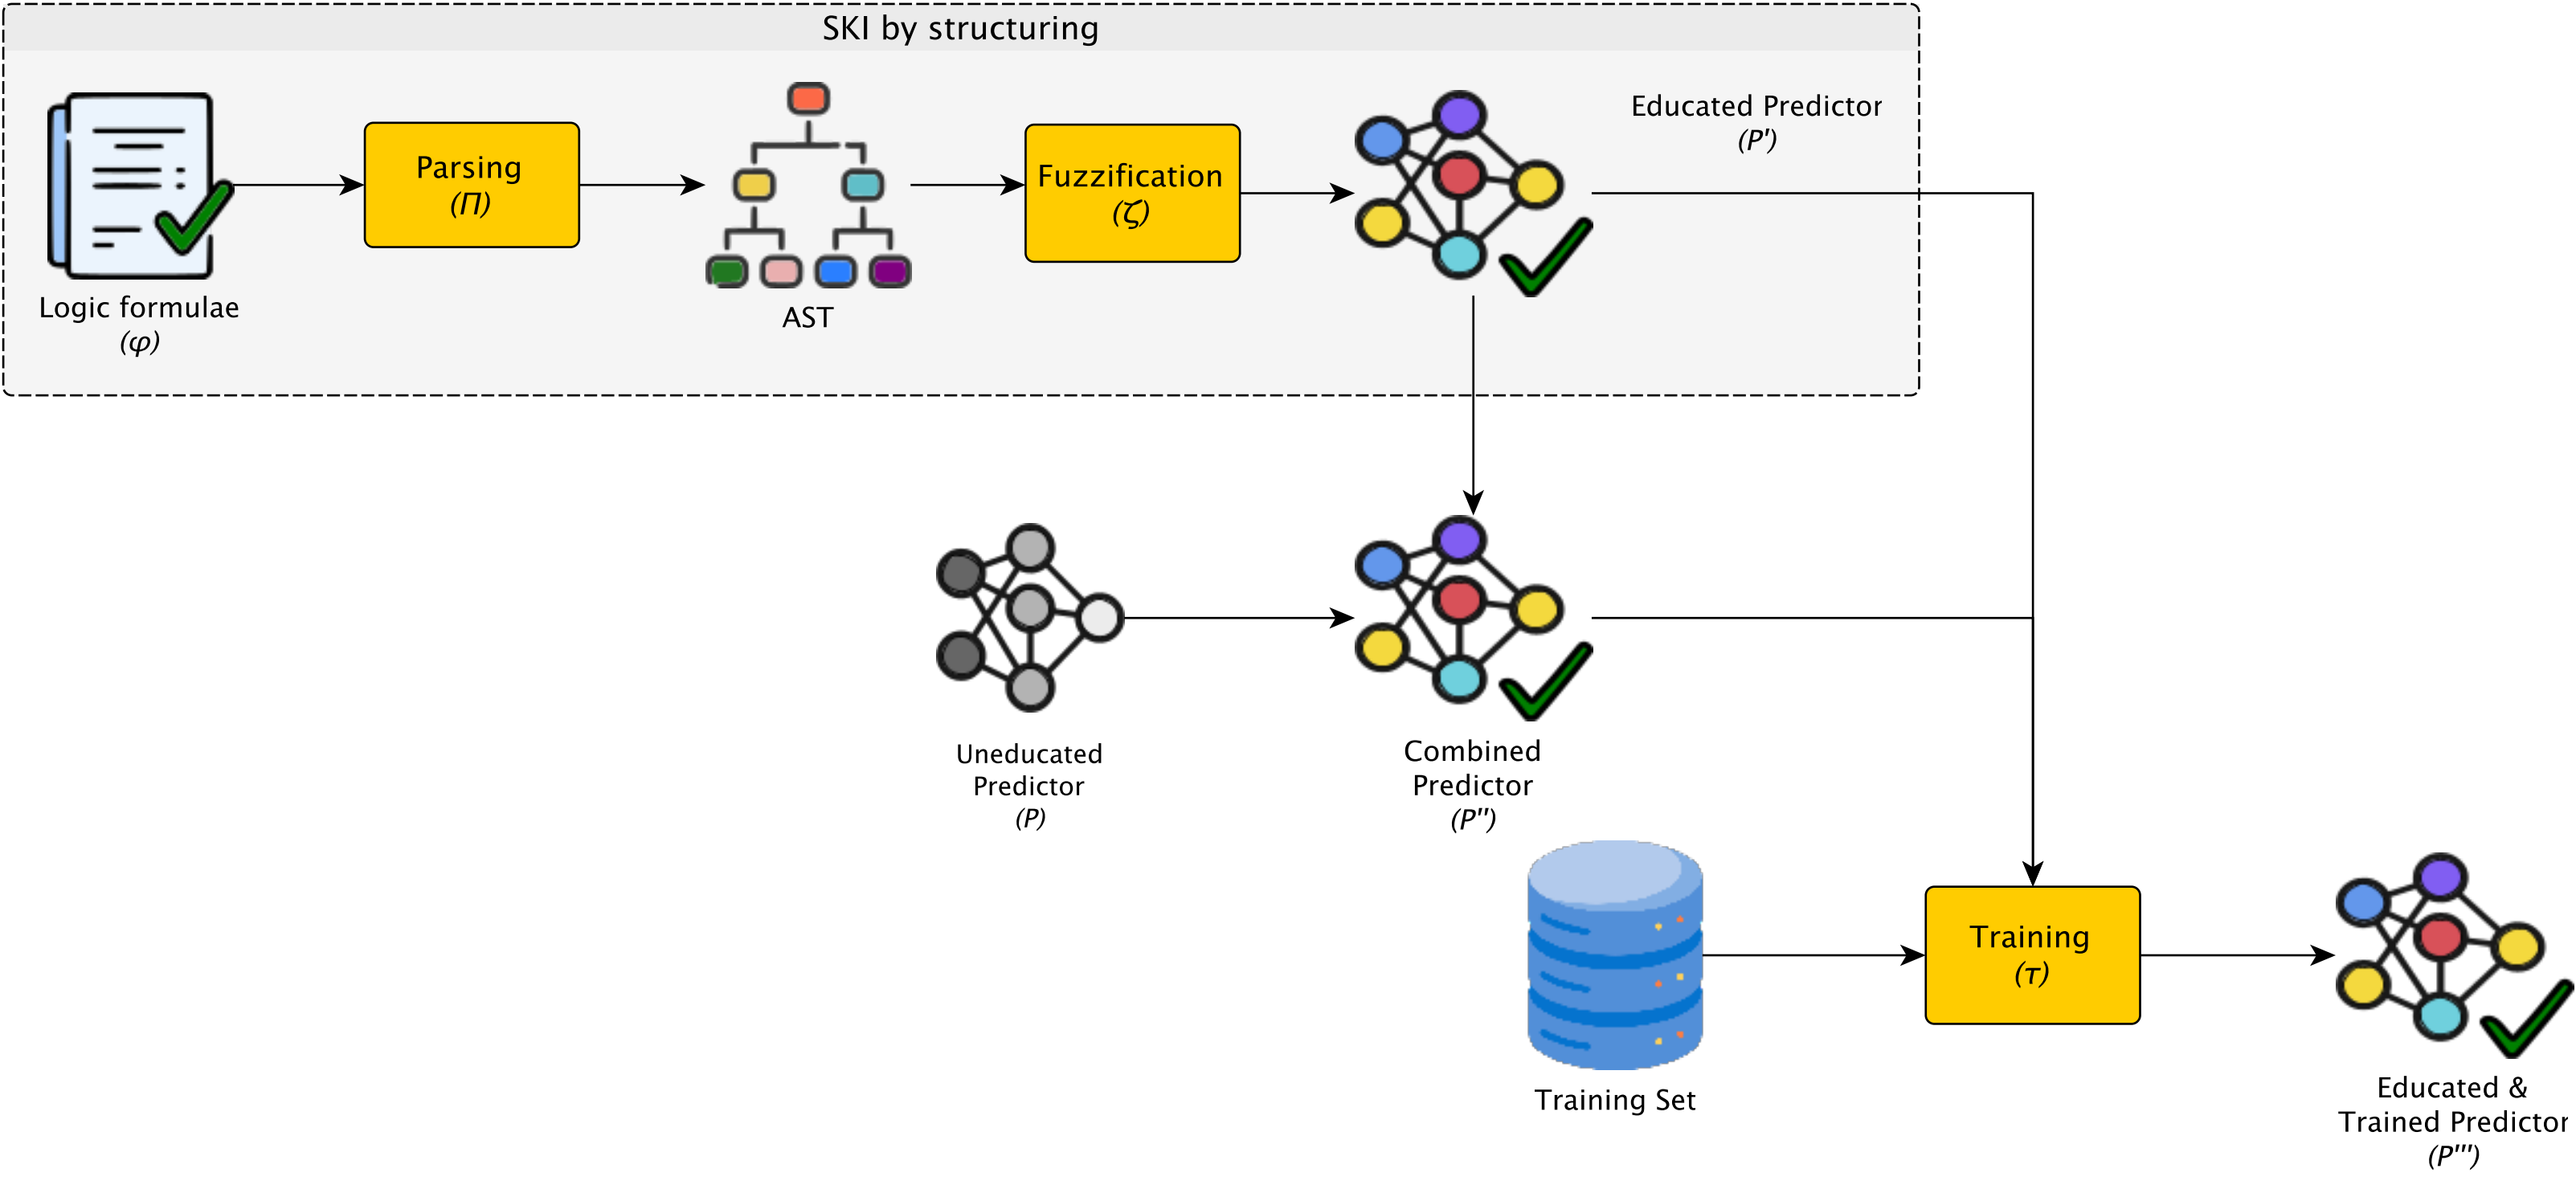 SKI by structuring
Logic formulae
(φ)
Parsing
(Π)
AST
Fuzzification
(ζ)
Educated Predictor
(P')
Uneducated
Predictor
(P)
Combined
Predictor
(P'')
Training Set
Training
(τ)
Educated &
Trained Predictor
(P''')